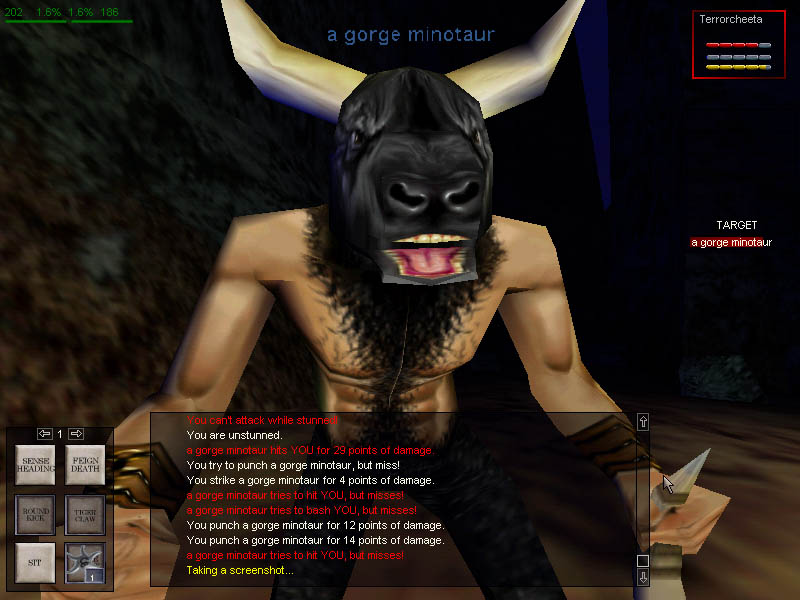 202 1.6% 1.6% 186
a gorge minotaur
Terrorcheeta
TARGET
a gorge minotaur
1
SENSE
HEADING
FEIGN
DEATH
ROUND
KICK
TIGER
CLAW
SIT
1
You can't attack while stunned!
You are unstunned.
a gorge minotaur hits YOU for 29 points of damage.
You try to punch a gorge minotaur, but miss!
You strike a gorge minotaur for 4 points of damage.
a gorge minotaur tries to hit YOU, but misses!
a gorge minotaur tries to bash YOU, but misses!
You punch a gorge minotaur for 12 points of damage.
You punch a gorge minotaur for 14 points of damage.
a gorge minotaur tries to hit YOU, but misses!
Taking a screenshot...